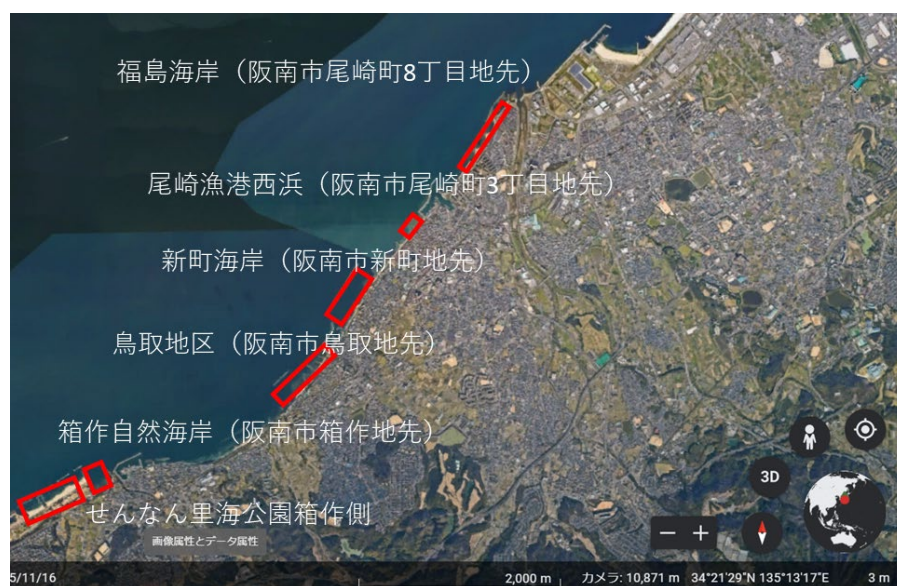 福島海岸（阪南市尾崎町8丁目地先）
尾崎漁港西浜（阪南市尾崎町3丁目地先）
新町海岸（阪南市新町地先）
鳥取地区（阪南市鳥取地先）
箱作自然海岸（阪南市箱作地先）
せんなん里海公園箱作側
画像属性とデータ属性
3D
5/11/16
2,000 m
カメラ: 10,871 m
34°21'29"N 135°13'17"E
3 m